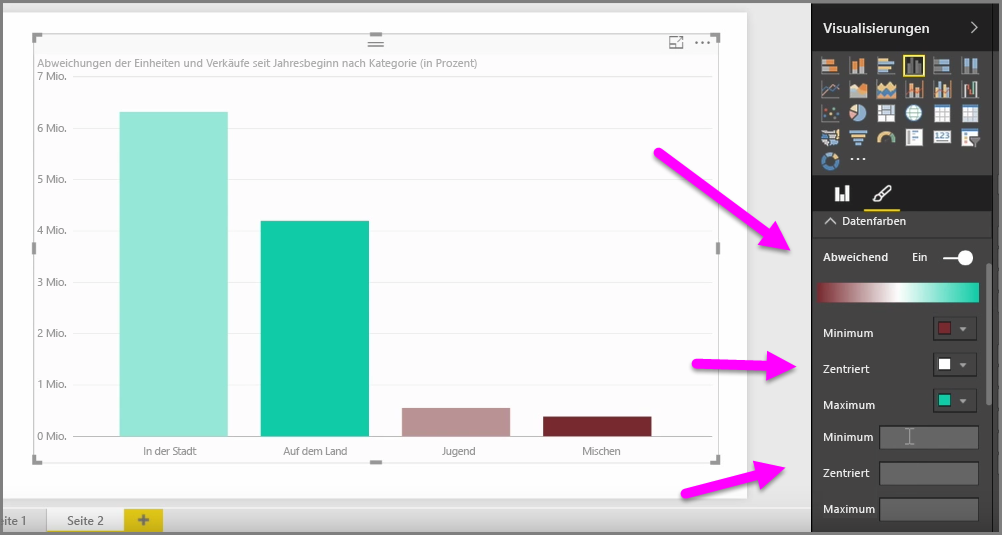 Visualisierungen
Abweichungen der Einheiten und Verkäufe seit Jahresbeginn nach Kategorie (in Prozent)
7 Mio.
6 Mio.
5 Mio.
4 Mio.
3 Mio.
2 Mio.
1 Mio.
0 Mio.
In der Stadt
Auf dem Land
Jugend
Mischen
123
Datenfarben
Abweichend Ein
Minimum
Zentriert
Maximum
Minimum
Zentriert
Maximum
eite 1
Seite 2